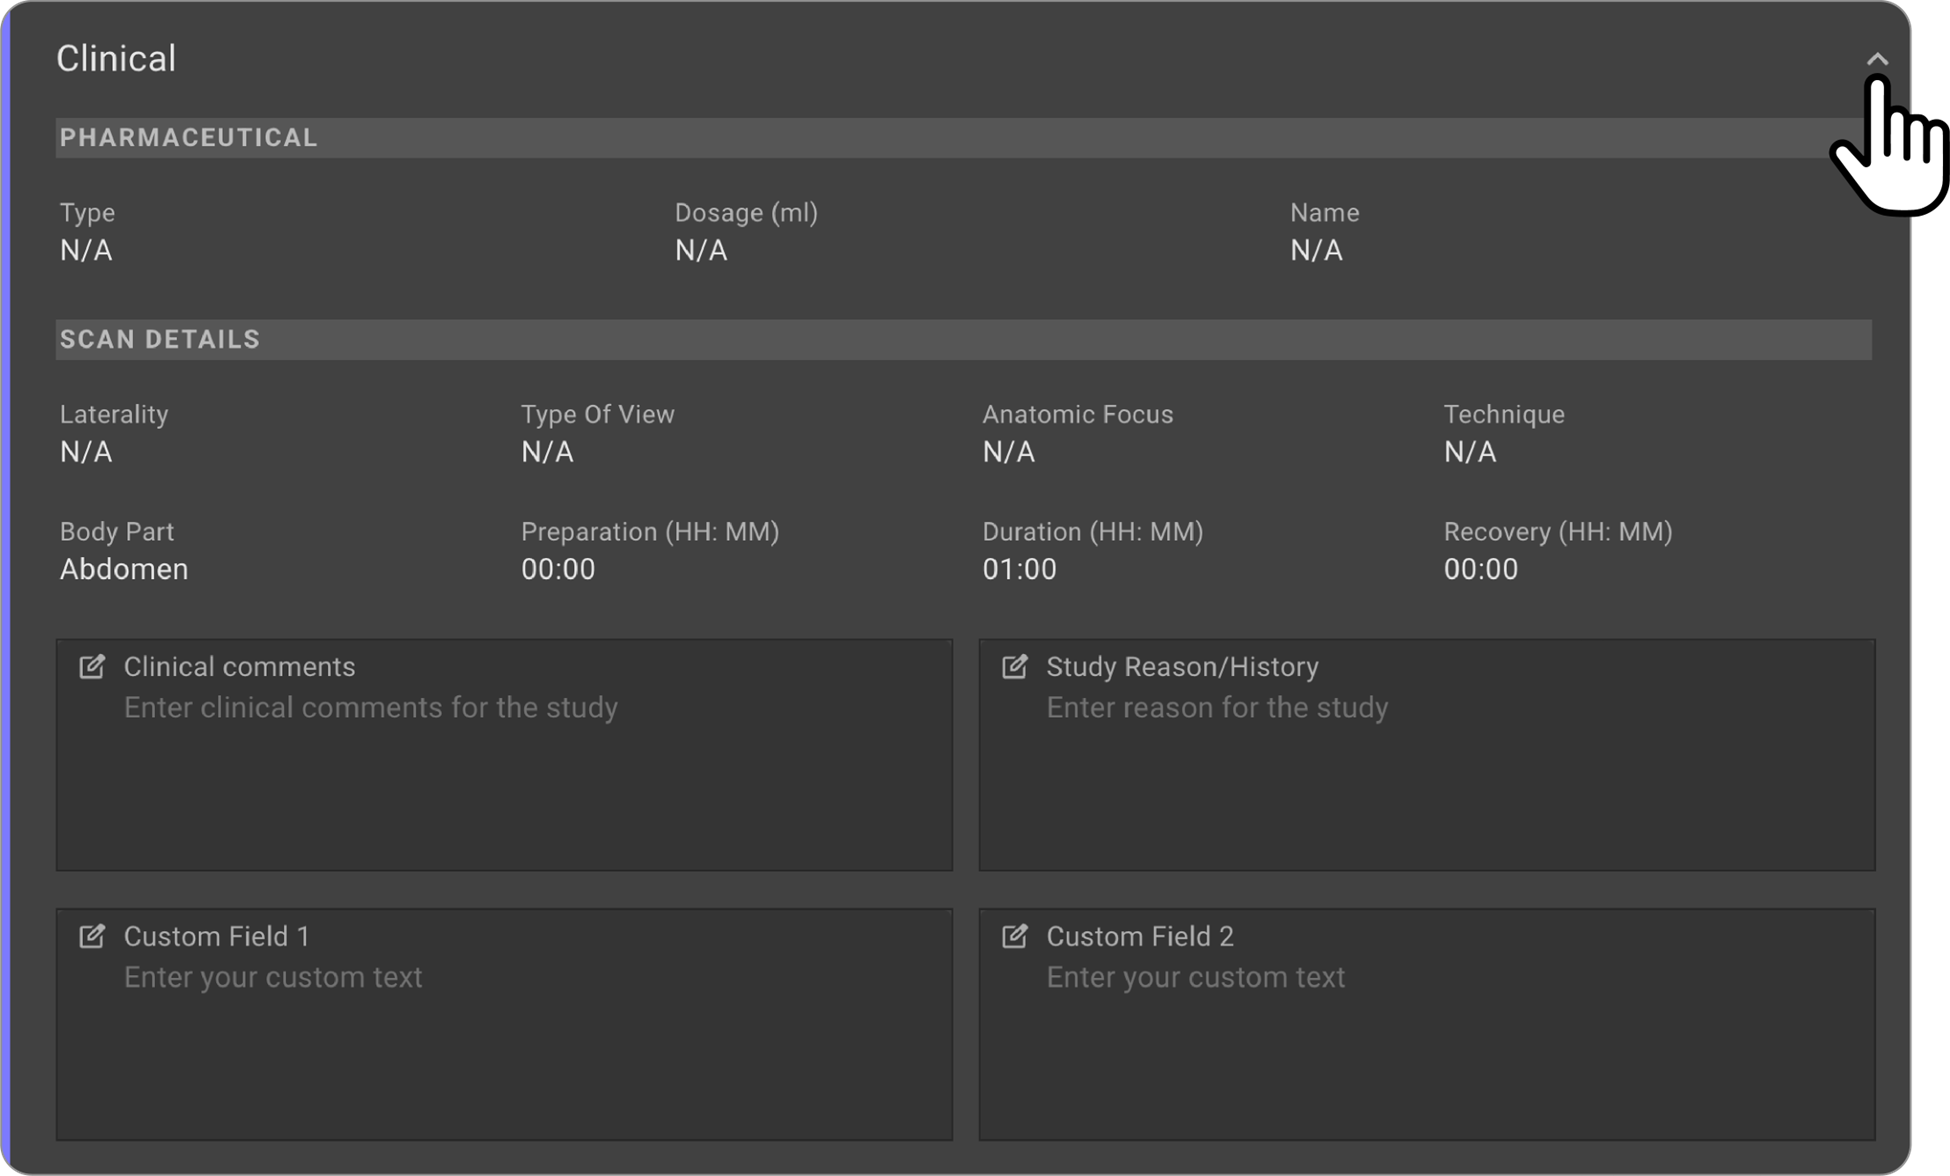 Clinical
PHARMACEUTICAL
Type Dosage (ml) Name
N/A N/A N/A
SCAN DETAILS
Laterality Type Of View Anatomic Focus Technique
N/A N/A N/A N/A
Body Part Preparation (HH: MM) Duration (HH: MM) Recovery (HH: MM)
Abdomen 00:00 01:00 00:00
Clinical comments
Enter clinical comments for the study
Study Reason/History
Enter reason for the study
Custom Field 1
Enter your custom text
Custom Field 2
Enter your custom text